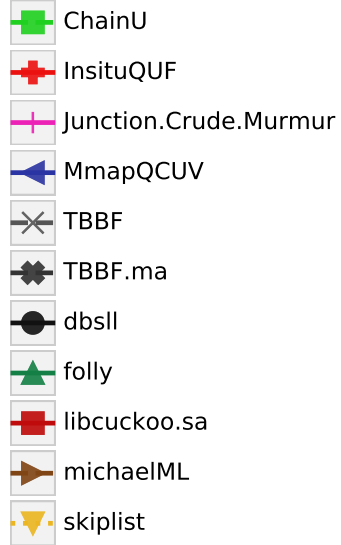 ChainU
InsituQUF
Junction.Crude.Murmur
MmapQCUV
TBBF
TBBF.ma
dbsll
folly
libcuckoo.sa
michaelML
skiplist